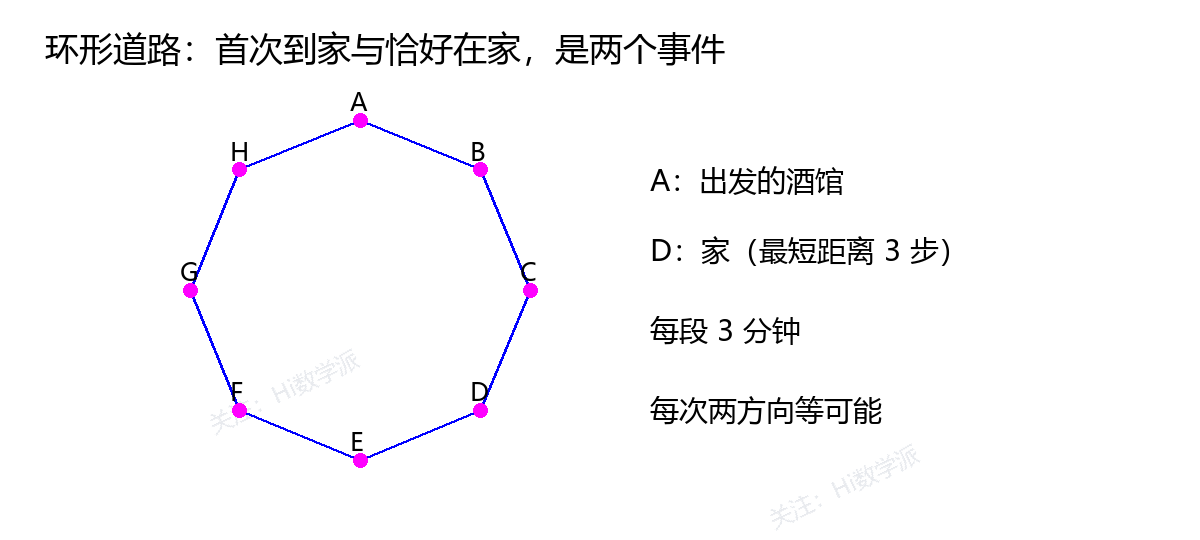 环形道路：首次到家与恰好在家，是两个事件
A
H
B
A：出发的酒馆
D：家（最短距离 3 步）
G
C
每段 3 分钟
F
D
每次两方向等可能
E
关注：Hi数学派
关注：Hi数学派